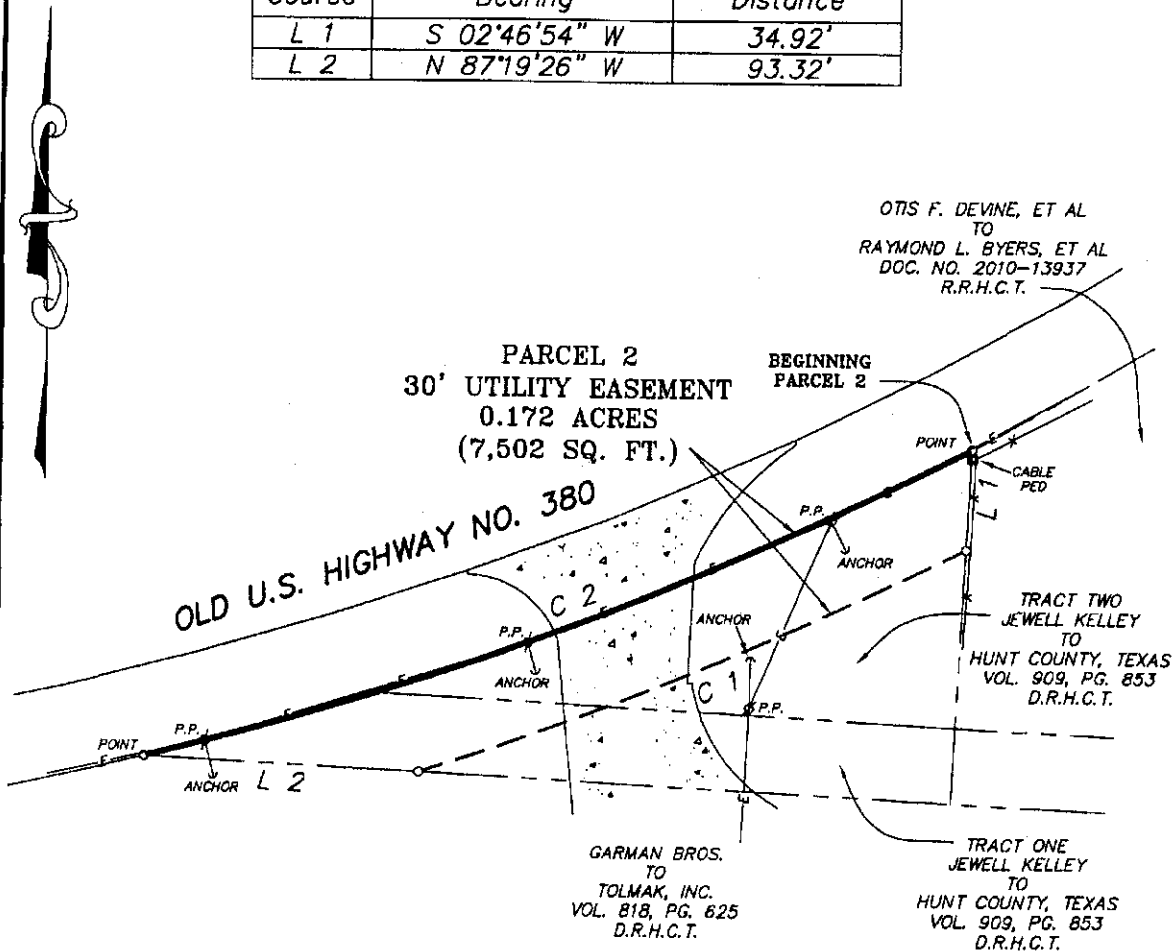 Course Bearing Distance
L 1 S 02°46'54" W 34.92'
L 2 N 87°19'26" W 93.32'
OTIS F. DEVINE, ET AL
TO
RAYMOND L. BYERS, ET AL
DOC. NO. 2010-13937
R.R.H.C.T.
PARCEL 2
30' UTILITY EASEMENT
0.172 ACRES
(7,502 SQ. FT.)
BEGINNING
PARCEL 2
POINT
E
CABLE
PED
L 1
OLD U.S. HIGHWAY NO. 380
P.P.
ANCHOR
C 2
E
E
ANCHOR
P.P.
ANCHOR
E
E
E
C 1
P.P.
TRACT TWO
JEWELL KELLEY
TO
HUNT COUNTY, TEXAS
VOL. 909, PG. 853
D.R.H.C.T.
POINT
P.P.
E
ANCHOR
L 2
E
GARMAN BROS.
TO
TOLMAK, INC.
VOL. 818, PG. 625
D.R.H.C.T.
TRACT ONE
JEWELL KELLEY
TO
HUNT COUNTY, TEXAS
VOL. 909, PG. 853
D.R.H.C.T.